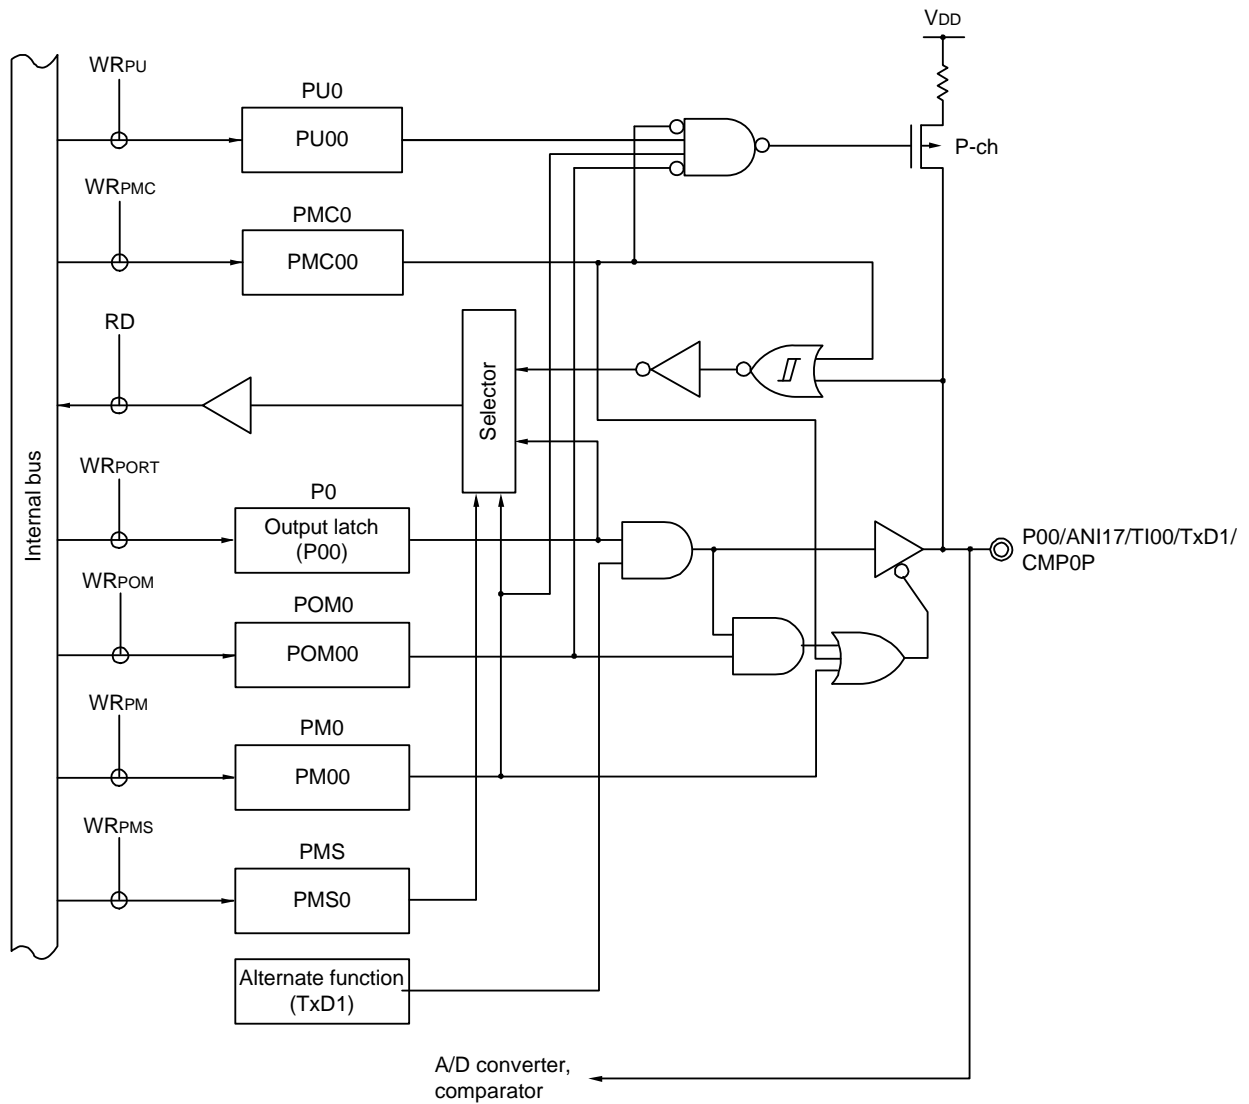 VDD
WRPU
PU0
PU00
P-ch
WRPMC
PMC0
PMC00
RD
Selector
Internal bus
WRPORT
P0
Output latch
(P00)
P00/ANI17/TI00/TxD1/
CMP0P
WRPOM
POM0
POM00
WRPM
PM0
PM00
WRPMS
PMS
PMS0
Alternate function
(TxD1)
A/D converter,
comparator